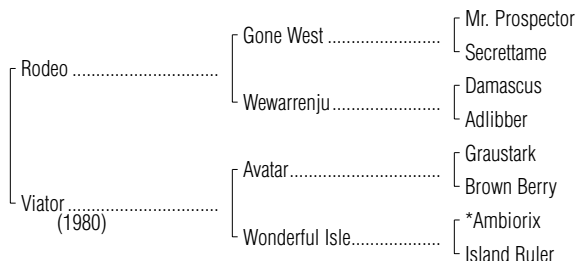 Mr. Prospector
Gone West ........................
Secrettame
Rodeo ...............................
Damascus
Wewarrenju.......................
Adlibber
Graustark
Avatar................................
Brown Berry
Viator ..............................
(1980)
*Ambiorix
Wonderful Isle...................
Island Ruler